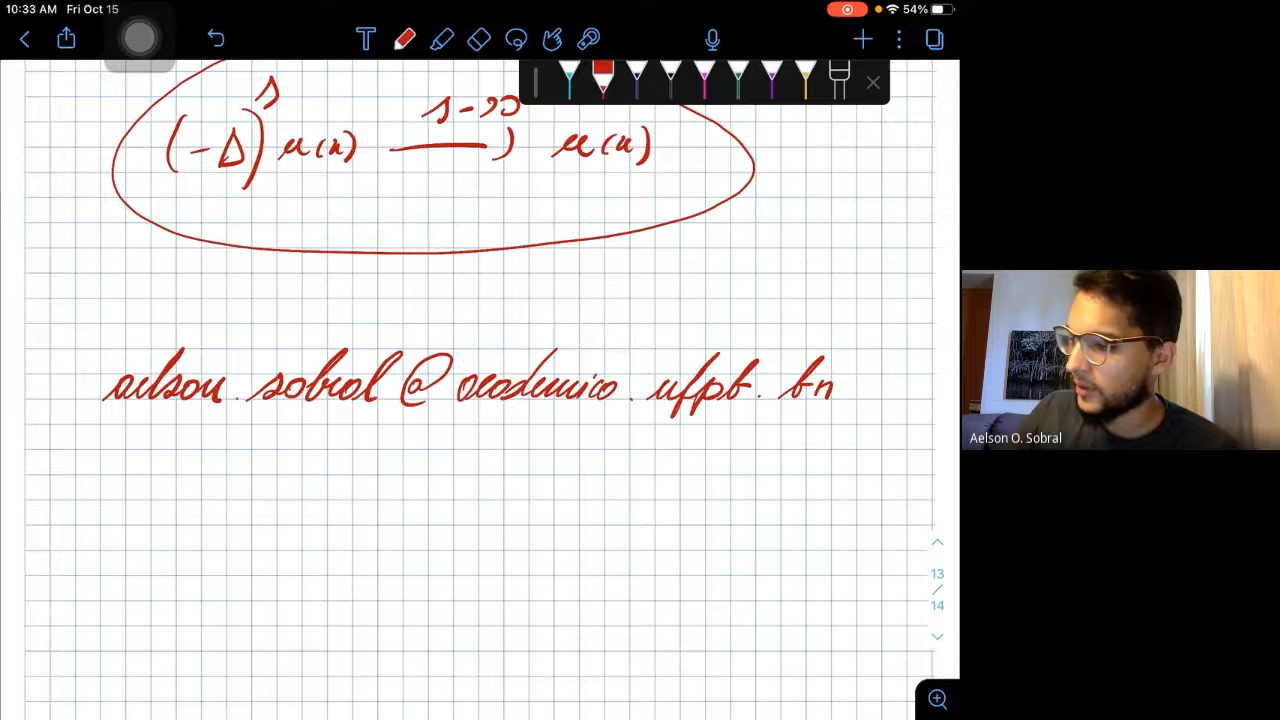 10:33 AM Fri Oct 15
54%
s
s → 0
(-Δ) u(x) ⟶ u(x)
aelson.sobral@academico.ufpb.br
Aelson O. Sobral
13
/
14